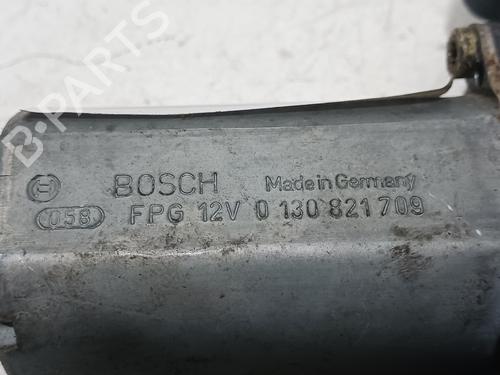 B-PARTS
BOSCH Made in Germany
058 FPG 12V 0 130 821 709